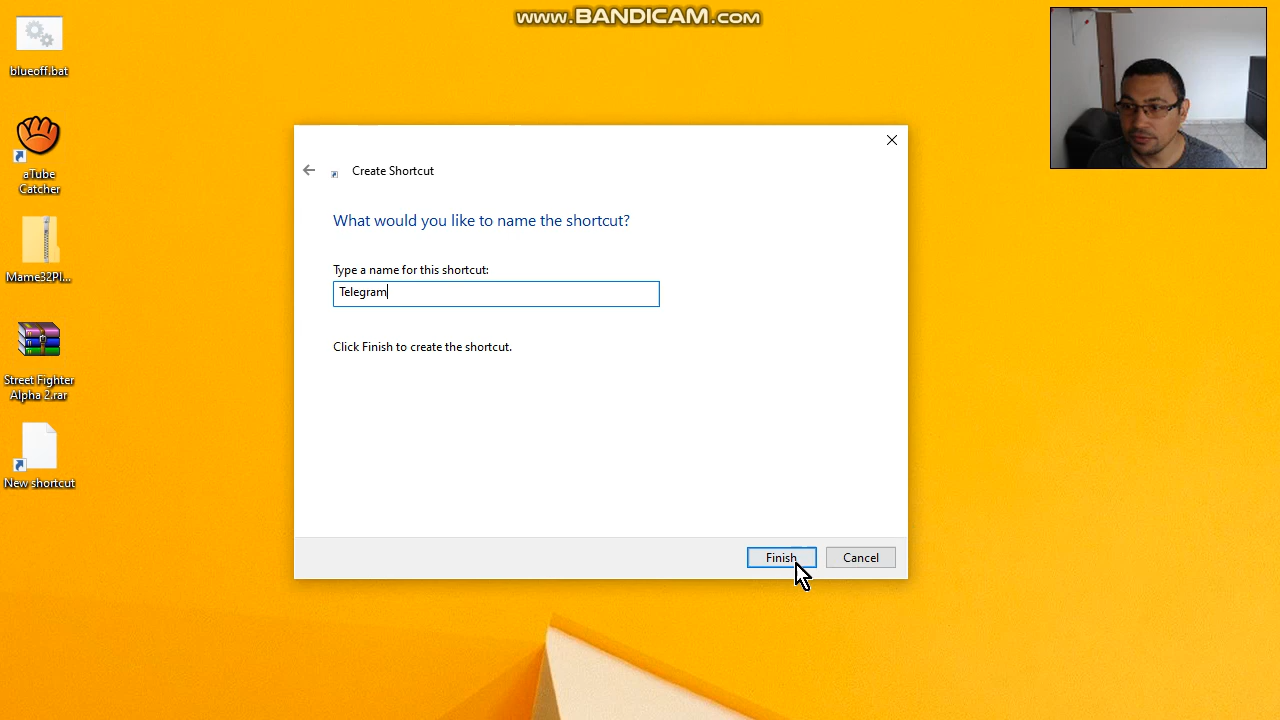 www.BANDICAM.com
blueoff.bat
aTube
Catcher
Mame32Pl...
Street Fighter
Alpha 2.rar
New shortcut
Create Shortcut
What would you like to name the shortcut?
Type a name for this shortcut:
Telegram
Click Finish to create the shortcut.
Finish
Cancel